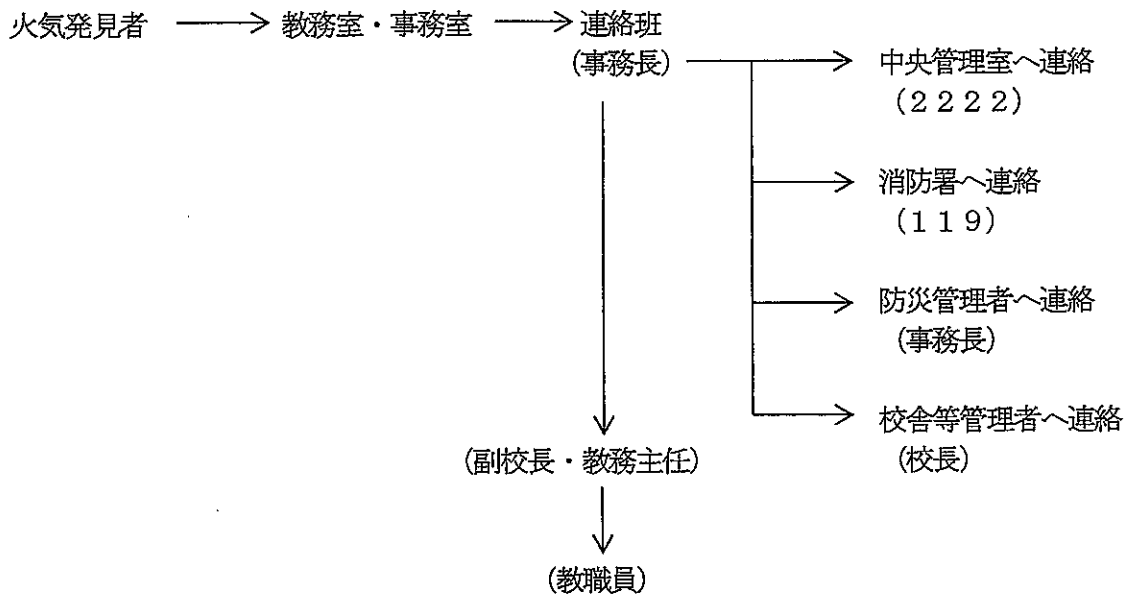 火気発見者
教務室・事務室
連絡班
(事務長)
中央管理室へ連絡
(2222)
消防署へ連絡
(119)
防災管理者へ連絡
(事務長)
校舎等管理者へ連絡
(校長)
(副校長・教務主任)
(教職員)